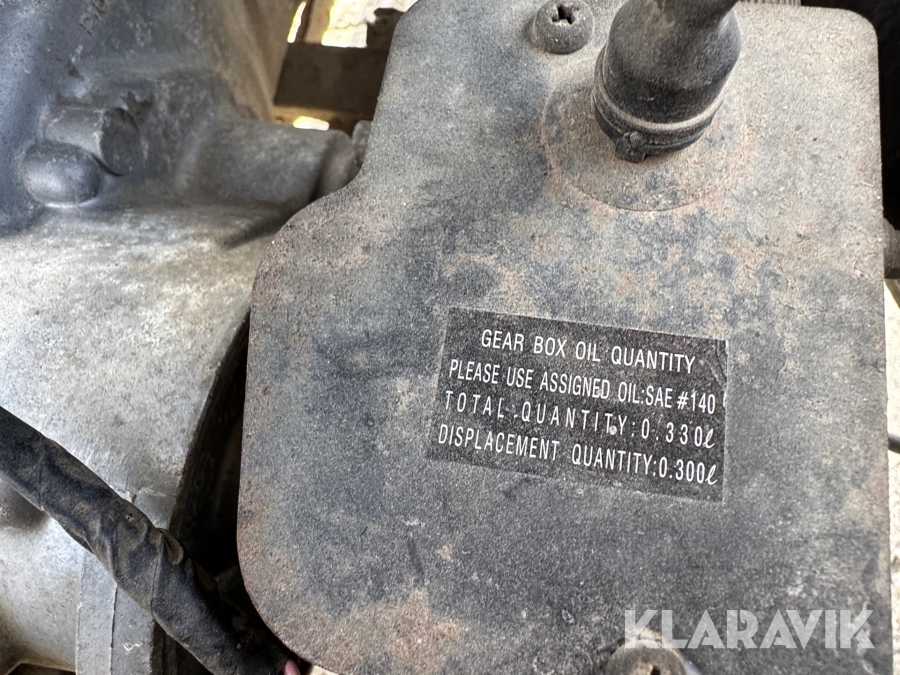 GEAR BOX OIL QUANTITY
PLEASE USE ASSIGNED OIL:SAE #140
TOTAL QUANTITY:0.330ℓ
DISPLACEMENT QUANTITY:0.300ℓ
KLARAVIK